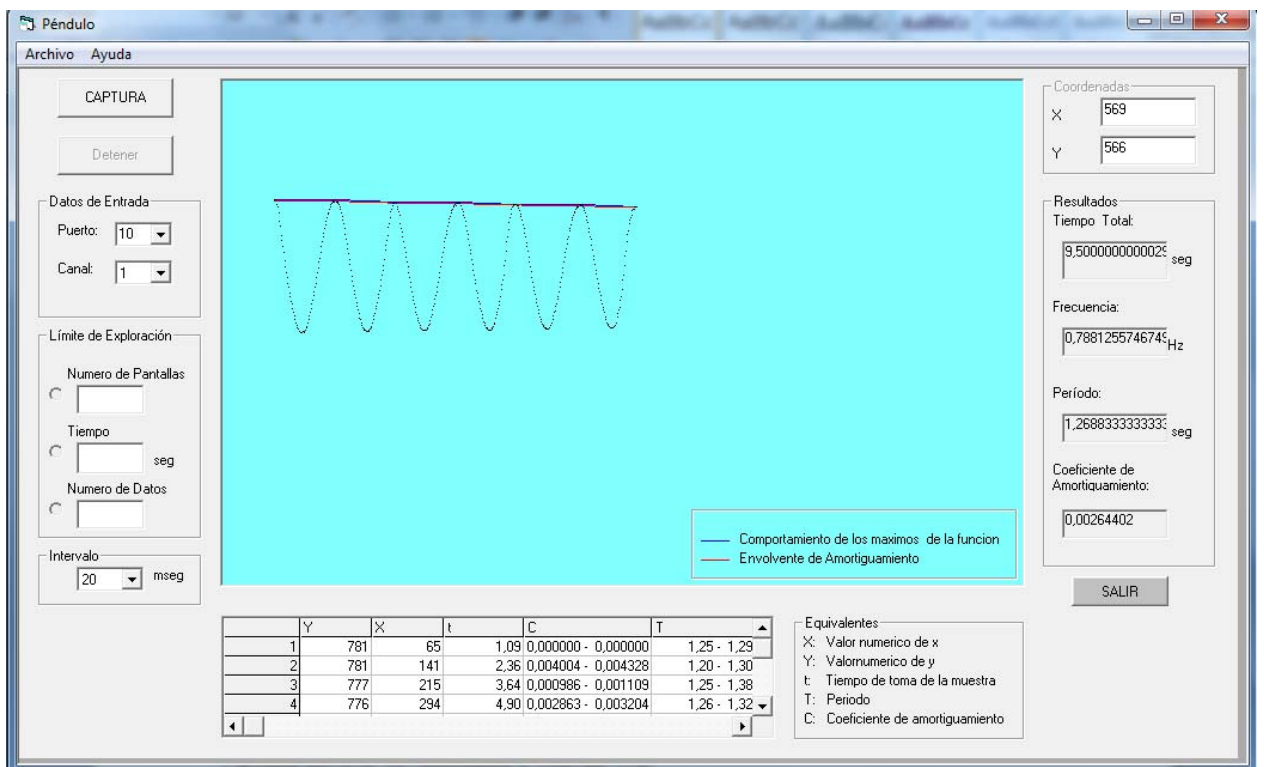 Péndulo
Archivo Ayuda
CAPTURA
Detener
Datos de Entrada
Puerto: 10
Canal: 1
Límite de Exploración
Numero de Pantallas
Tiempo
seg
Numero de Datos
Intervalo
20 mseg
Comportamiento de los maximos de la funcion
Envolvente de Amortiguamiento
Y X t C T
1 781 65 1,09 0,000000 - 0,000000 1,25 - 1,29
2 781 141 2,36 0,004004 - 0,004328 1,20 - 1,30
3 777 215 3,64 0,000986 - 0,001109 1,25 - 1,38
4 776 294 4,90 0,002863 - 0,003204 1,26 - 1,32
Equivalentes
X: Valor numerico de x
Y: Valornumerico de y
t: Tiempo de toma de la muestra
T: Periodo
C: Coeficiente de amortiguamiento
Coordenadas
X 569
Y 566
Resultados
Tiempo Total:
9,5000000000029 seg
Frecuencia:
0,788125574674 Hz
Período:
1,2688333333333 seg
Coeficiente de
Amortiguamiento:
0,00264402
SALIR